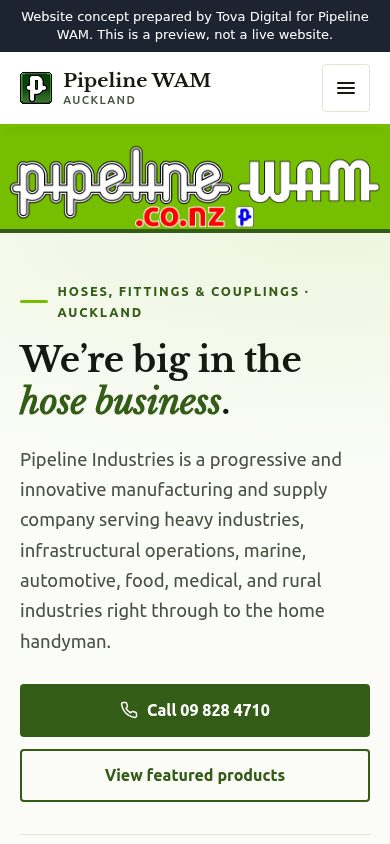 Website concept prepared by Tova Digital for Pipeline
WAM. This is a preview, not a live website.
Pipeline WAM
AUCKLAND
pipeline wam
.co.nz
HOSES, FITTINGS & COUPLINGS ·
AUCKLAND
We’re big in the
hose business.
Pipeline Industries is a progressive and
innovative manufacturing and supply
company serving heavy industries,
infrastructural operations, marine,
automotive, food, medical, and rural
industries right through to the home
handyman.
Call 09 828 4710
View featured products